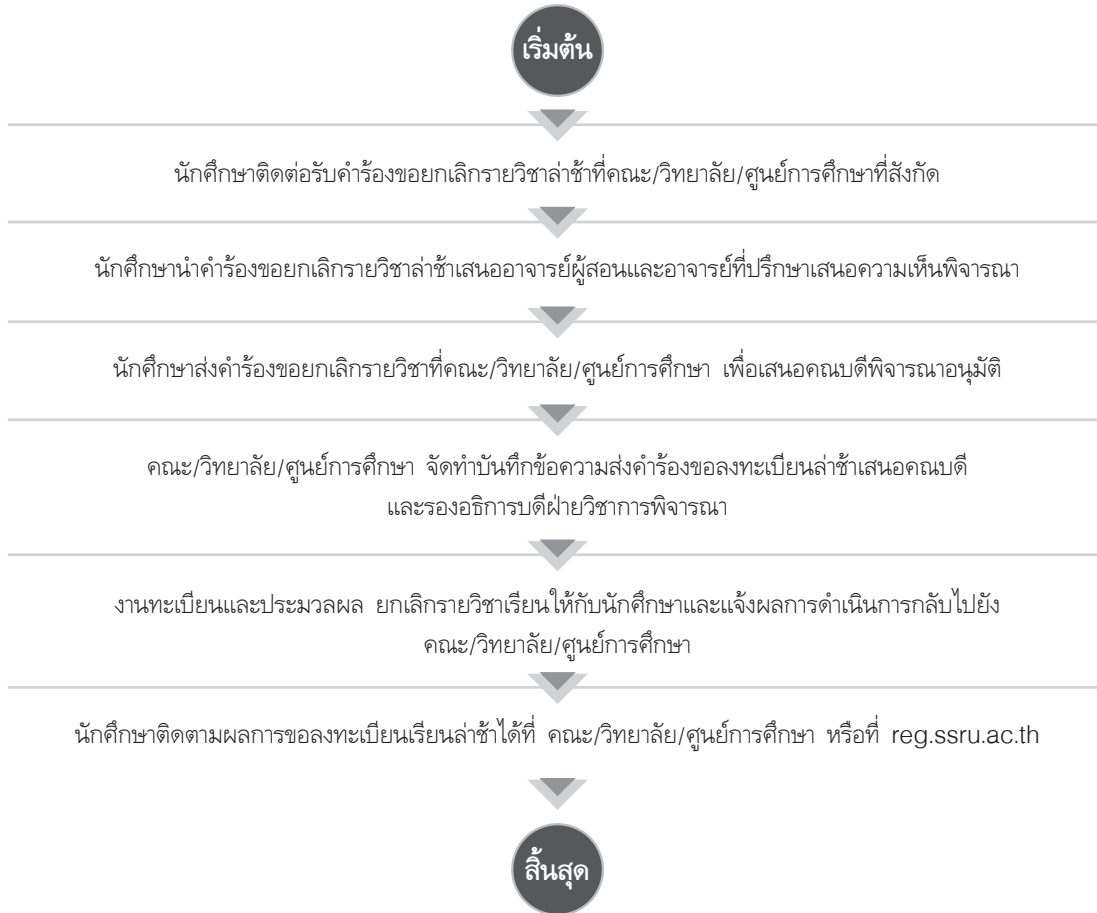 เริ่มต้น
นักศึกษาติดต่อรับคำร้องขอยกเลิกรายวิชาล่าช้าที่คณะ/วิทยาลัย/ศูนย์การศึกษาที่สังกัด
นักศึกษานำคำร้องขอยกเลิกรายวิชาล่าช้าเสนออาจารย์ผู้สอนและอาจารย์ที่ปรึกษาเสนอความเห็นพิจารณา
นักศึกษาส่งคำร้องขอยกเลิกรายวิชาที่คณะ/วิทยาลัย/ศูนย์การศึกษา เพื่อเสนอคณบดีพิจารณาอนุมัติ
คณะ/วิทยาลัย/ศูนย์การศึกษา จัดทำบันทึกข้อความส่งคำร้องขอลงทะเบียนล่าช้าเสนอคณบดี
และรองอธิการบดีฝ่ายวิชาการพิจารณา
งานทะเบียนและประมวลผล ยกเลิกรายวิชาเรียนให้กับนักศึกษาและแจ้งผลการดำเนินการกลับไปยัง
คณะ/วิทยาลัย/ศูนย์การศึกษา
นักศึกษาติดตามผลการขอลงทะเบียนเรียนล่าช้าได้ที่ คณะ/วิทยาลัย/ศูนย์การศึกษา หรือที่ reg.ssru.ac.th
สิ้นสุด